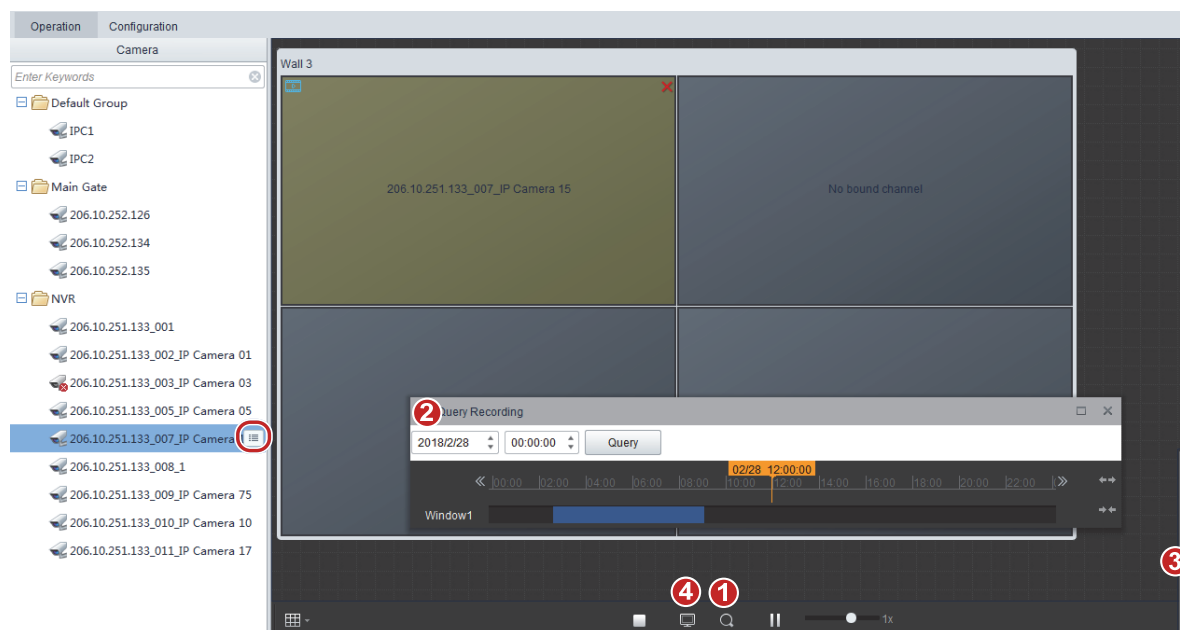 Operation Configuration
Camera
Enter Keywords
Default Group
IPC1
IPC2
Main Gate
206.10.252.126
206.10.252.134
206.10.252.135
NVR
206.10.251.133_001
206.10.251.133_002_IP Camera 01
206.10.251.133_003_IP Camera 03
206.10.251.133_005_IP Camera 05
206.10.251.133_007_IP Camera
206.10.251.133_008_1
206.10.251.133_009_IP Camera 75
206.10.251.133_010_IP Camera 10
206.10.251.133_011_IP Camera 17
Wall 3
206.10.251.133_007_IP Camera 15
No bound channel
2 Query Recording
2018/2/28 00:00:00 Query
02/28 12:00:00
00:00 02:00 04:00 06:00 08:00 10:00 12:00 14:00 16:00 18:00 20:00 22:00
Window1
3
4 1
1x